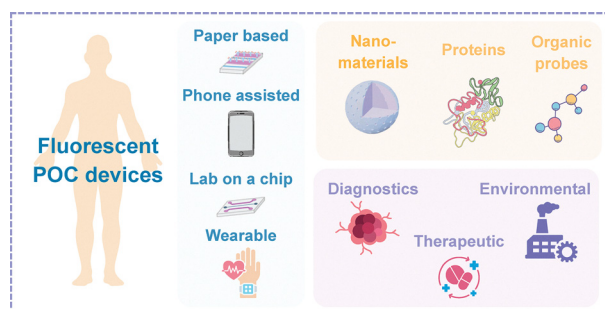 Fluorescent
POC devices
Paper based
Phone assisted
Lab on a chip
Wearable
Nano-
materials
Proteins
Organic
probes
Diagnostics
Environmental
Therapeutic